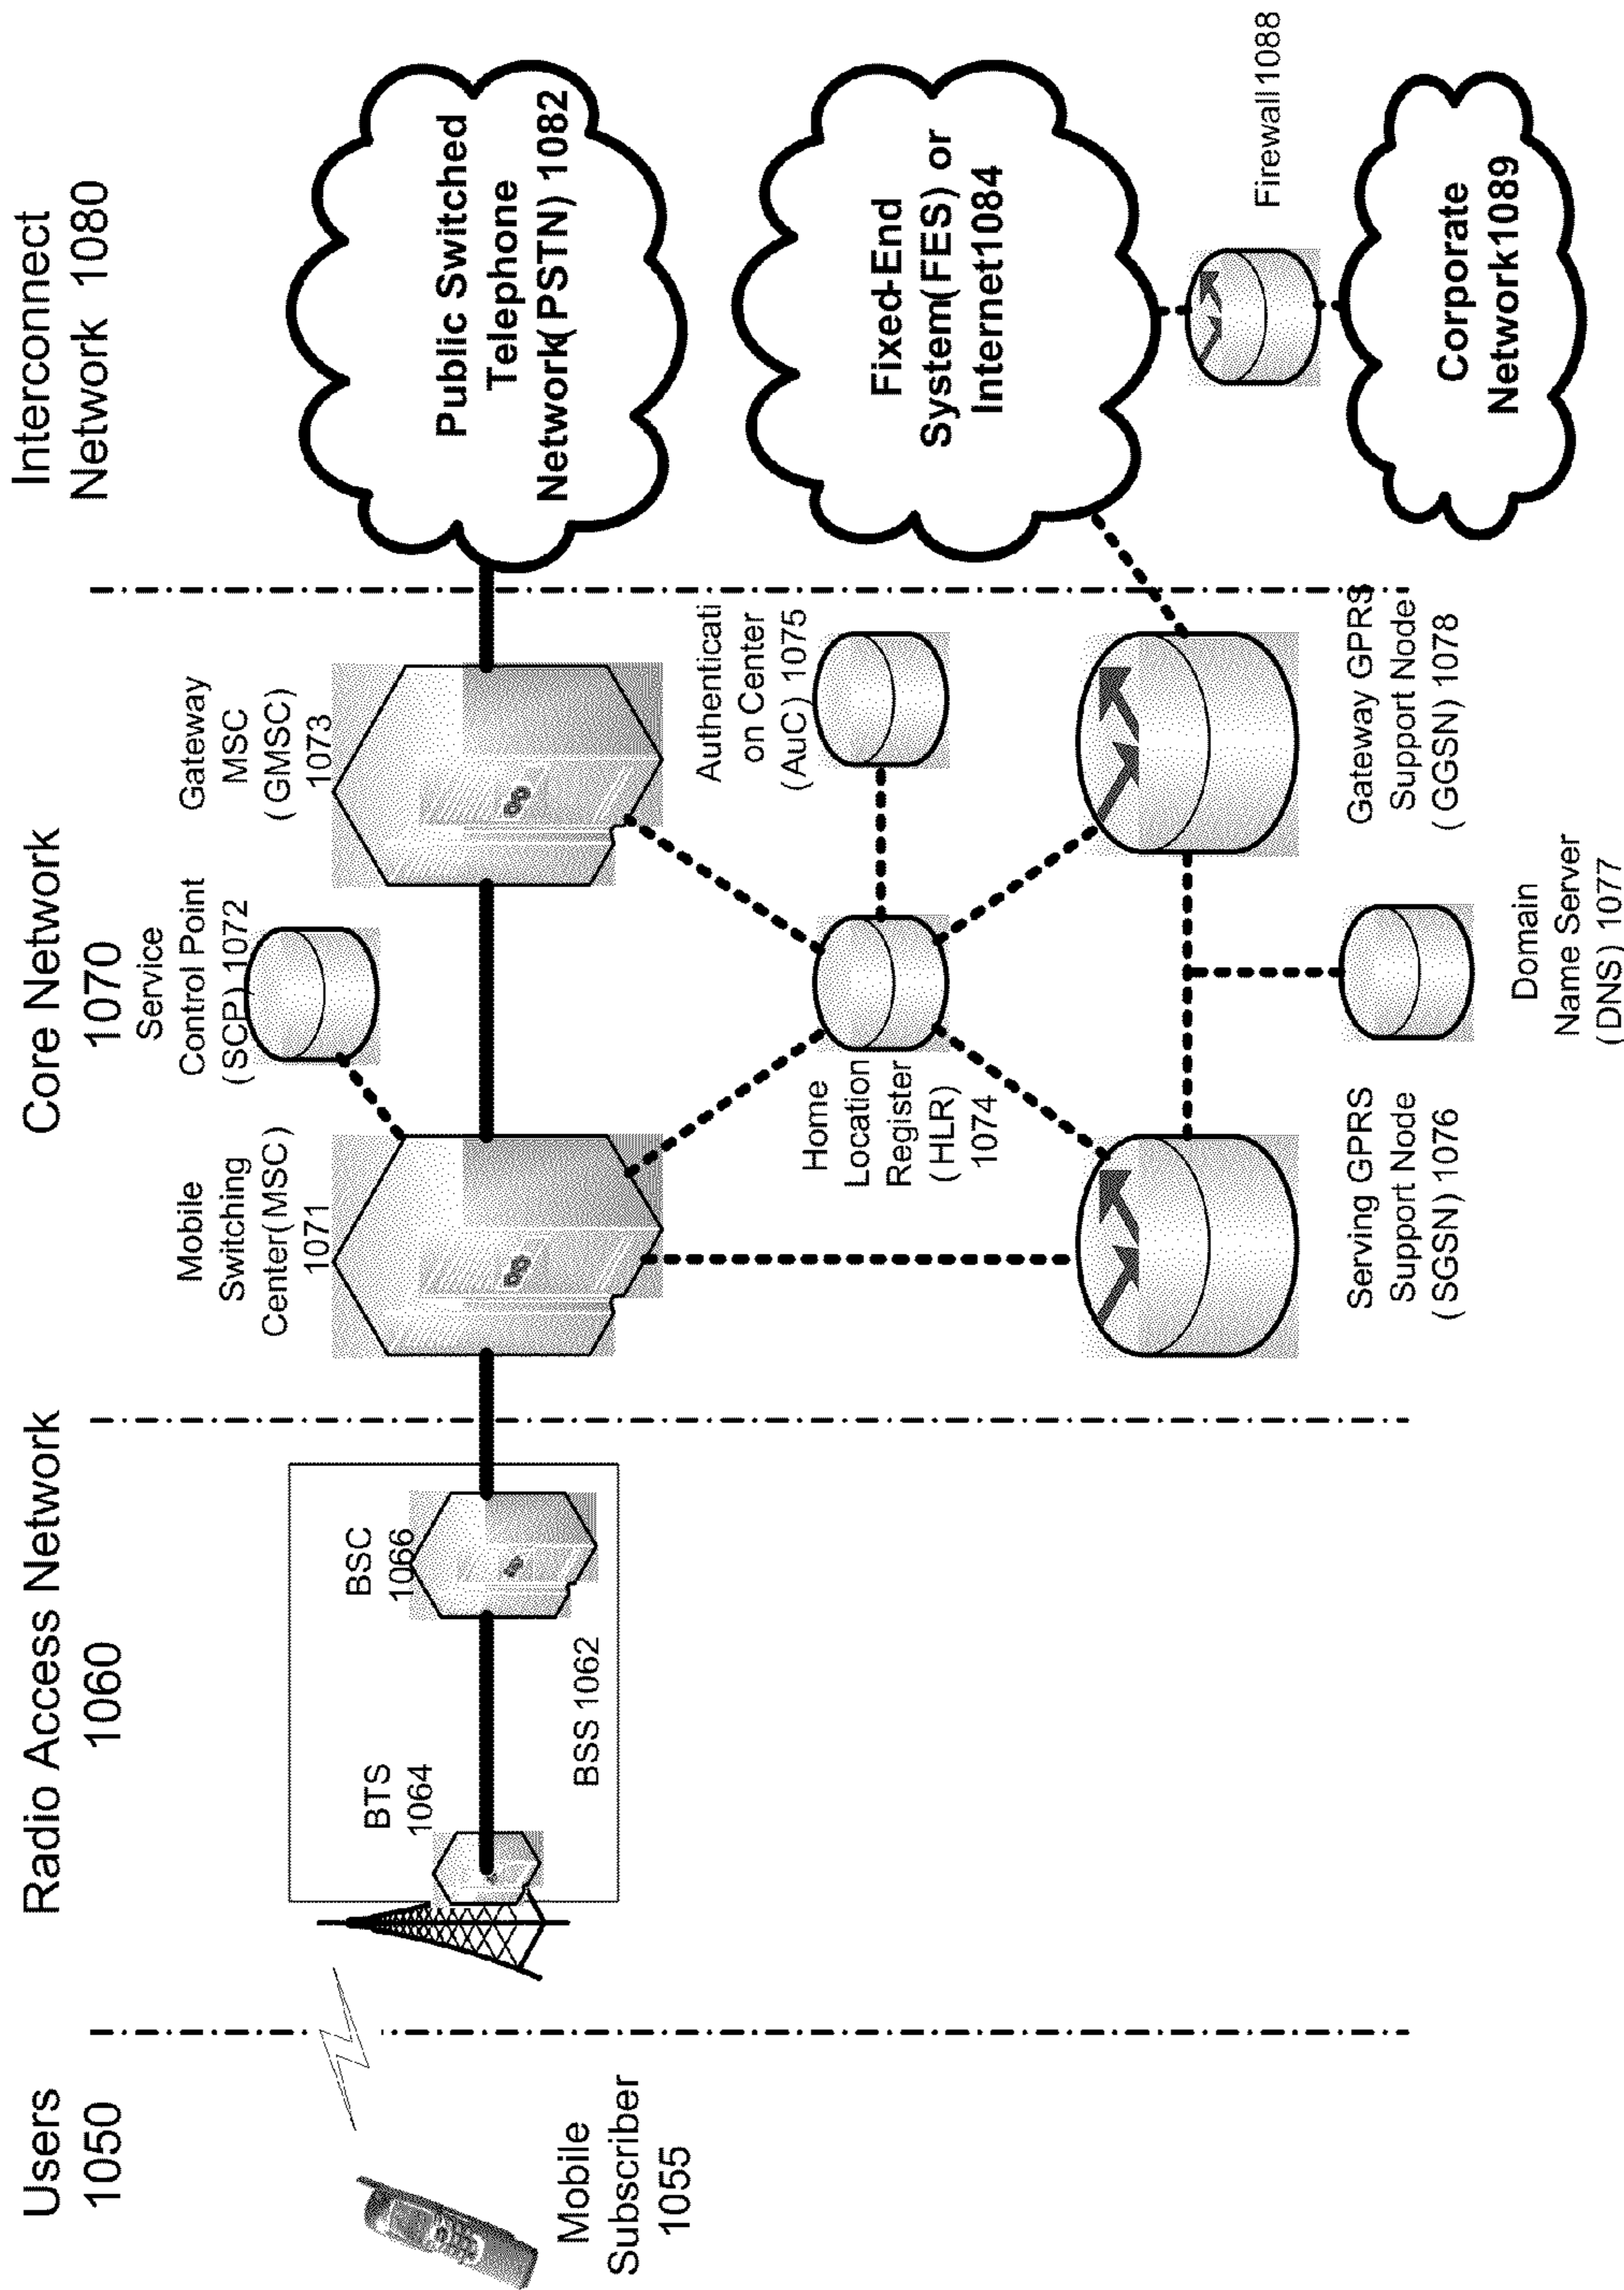 Users
1050
Radio Access Network
1060
Core Network
1070
Interconnect
Network 1080
Mobile
Subscriber
1055
BTS
1064
BSC
1066
BSS 1062
Mobile
Switching
Center(MSC)
1071
Service
Control Point
(SCP) 1072
Gateway
MSC
(GMSC)
1073
Home
Location
Register
(HLR)
1074
Authenticati
on Center
(AuC) 1075
Serving GPRS
Support Node
(SGSN) 1076
Domain
Name Server
(DNS) 1077
Gateway GPRS
Support Node
(GGSN) 1078
Public Switched
Telephone
Network(PSTN) 1082
Fixed-End
System(FES) or
Internet1084
Firewall 1088
Corporate
Network1089